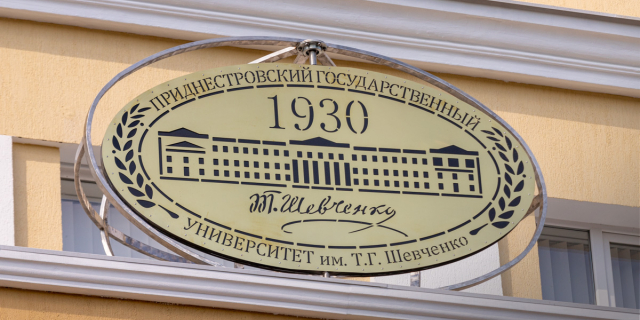 ПРИДНЕСТРОВСКИЙ ГОСУДАРСТВЕННЫЙ
1930
Т. Шевченко
УНИВЕРСИТЕТ им. Т.Г. Шевченко